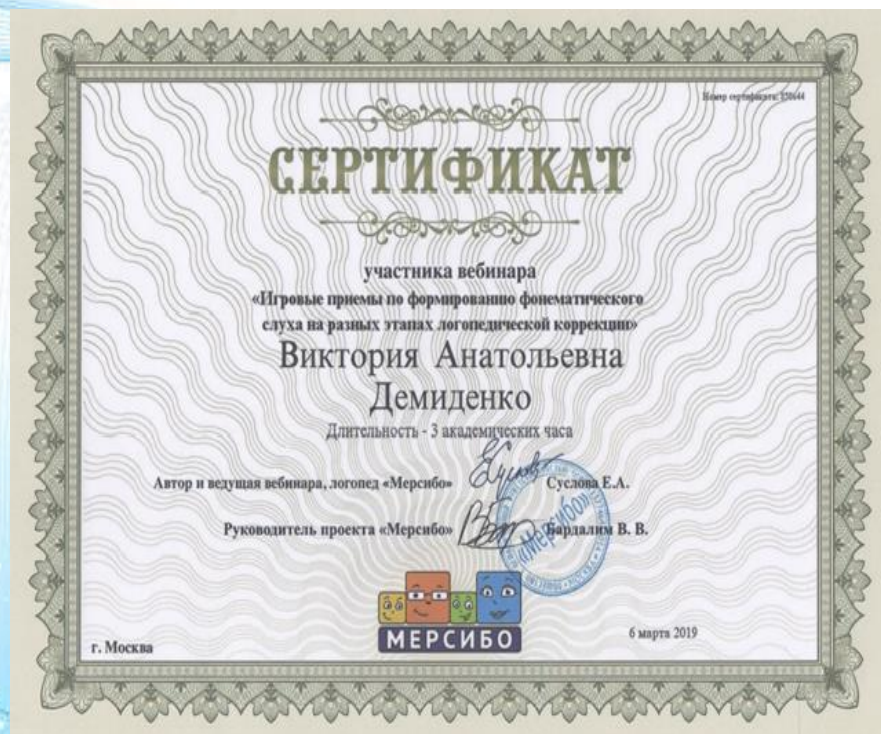 Номер сертификата: 850644
СЕРТИФИКАТ
участника вебинара
«Игровые приемы по формированию фонематического
слуха на разных этапах логопедической коррекции»
Виктория Анатольевна
Демиденко
Длительность - 3 академических часа
Автор и ведущая вебинара, логопед «Мерсибо» Суслова Е.А.
Руководитель проекта «Мерсибо» Бардалим В. В.
«Мерсибо»
МЕРСИБО
6 марта 2019
г. Москва